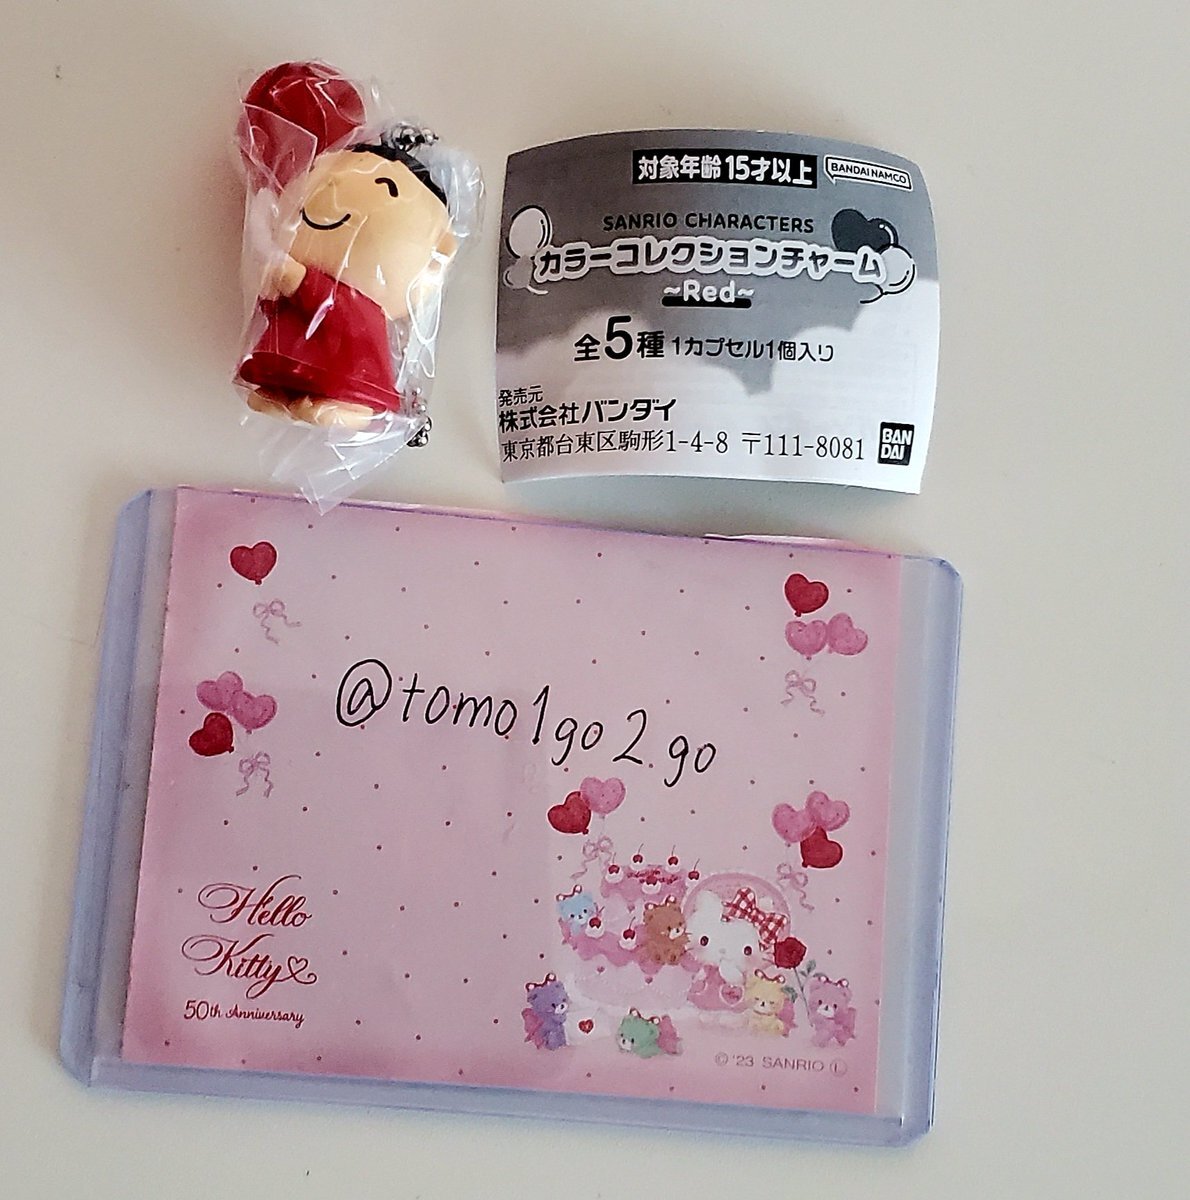 対象年齢15才以上
BANDAI NAMCO
SANRIO CHARACTERS
カラーコレクションチャーム
~Red~
全5種 1カプセル1個入り
発売元
株式会社バンダイ
東京都台東区駒形1-4-8 〒111-8081
BAN
DAI
@tomo1go2go
Hello
Kitty
50th Anniversary
© '23 SANRIO Ⓛ